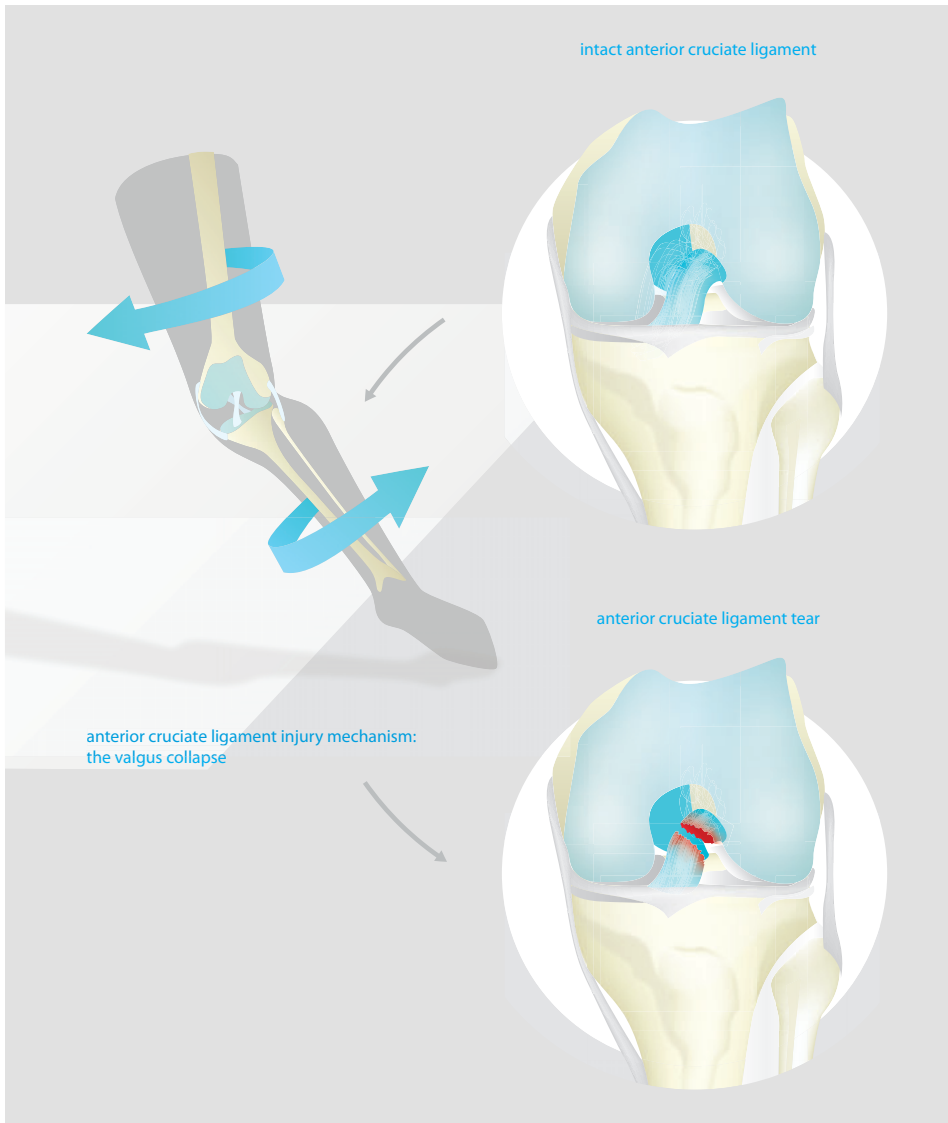 intact anterior cruciate ligament
anterior cruciate ligament tear
anterior cruciate ligament injury mechanism:
the valgus collapse